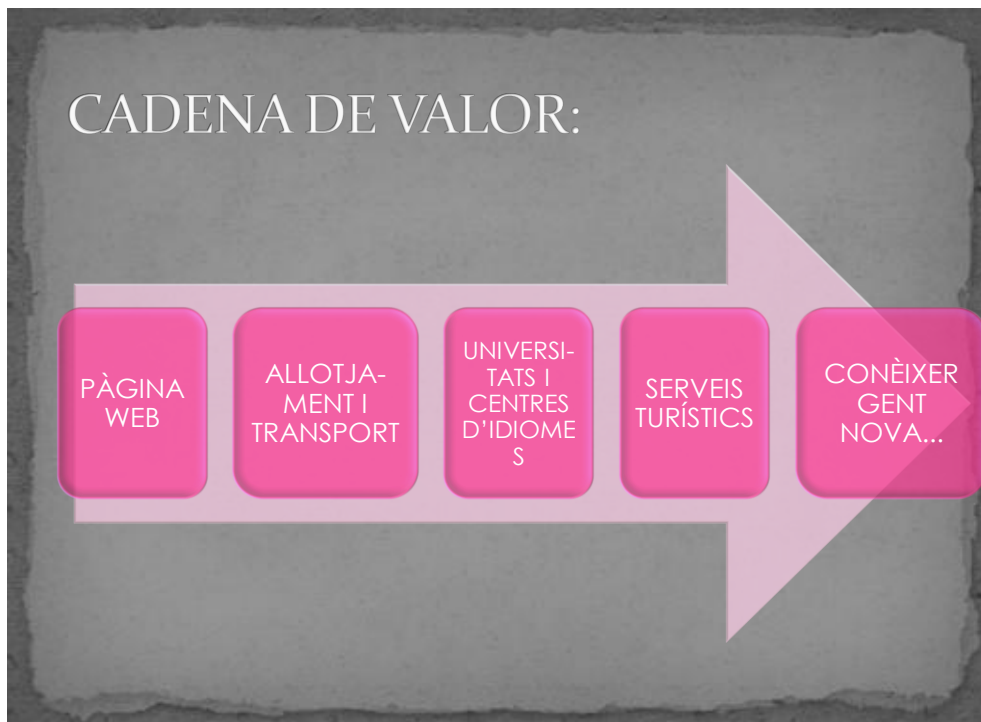 CADENA DE VALOR:
PÀGINA
WEB
ALLOTJA-
MENT I
TRANSPORT
UNIVERSI-
TATS I
CENTRES
D’IDIOME
S
SERVEIS
TURÍSTICS
CONÈIXER
GENT
NOVA...